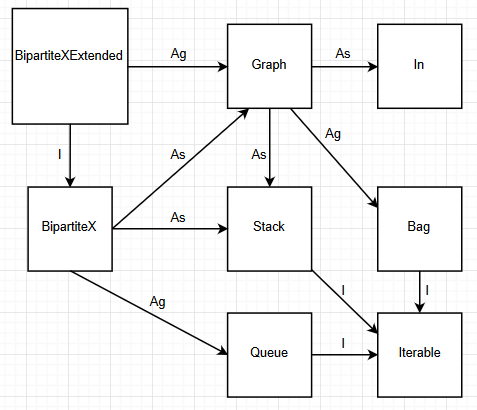 BipartiteXExtended
Ag
Graph
As
In
I
As
As
Ag
BipartiteX
As
Stack
Bag
Ag
I
I
Queue
I
Iterable